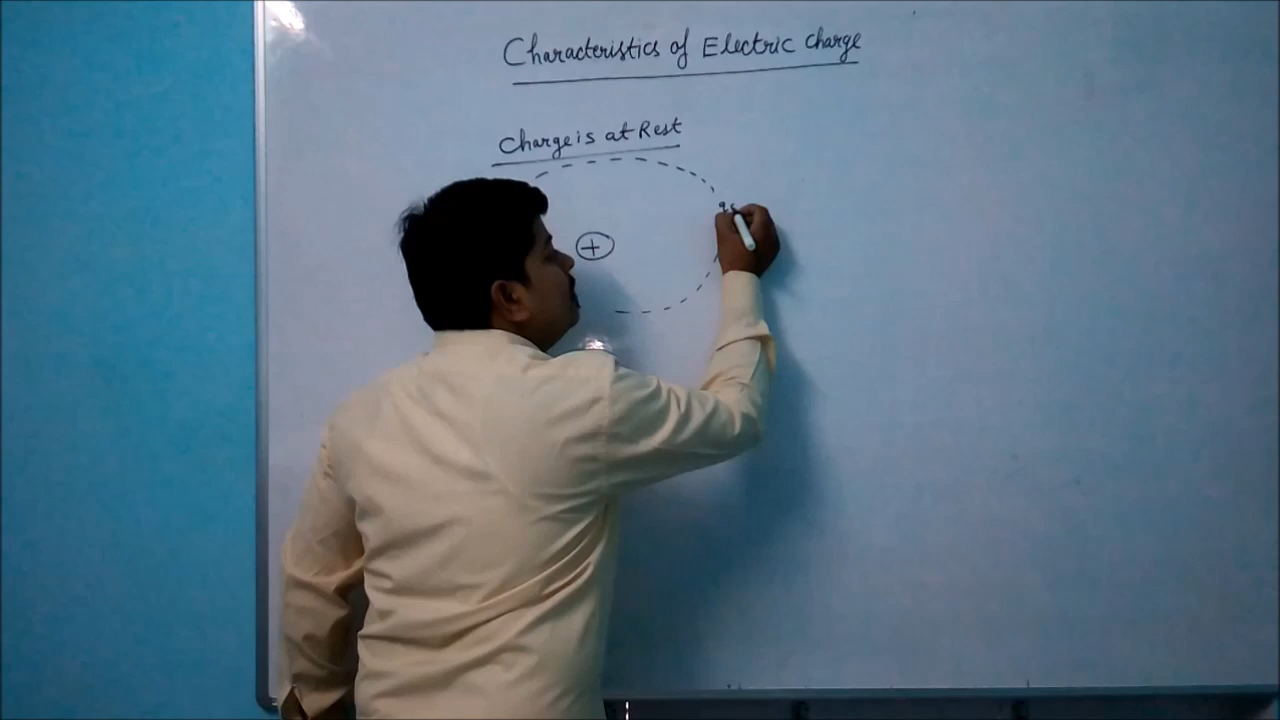 Characteristics of Electric Charge
Charge is at Rest
+